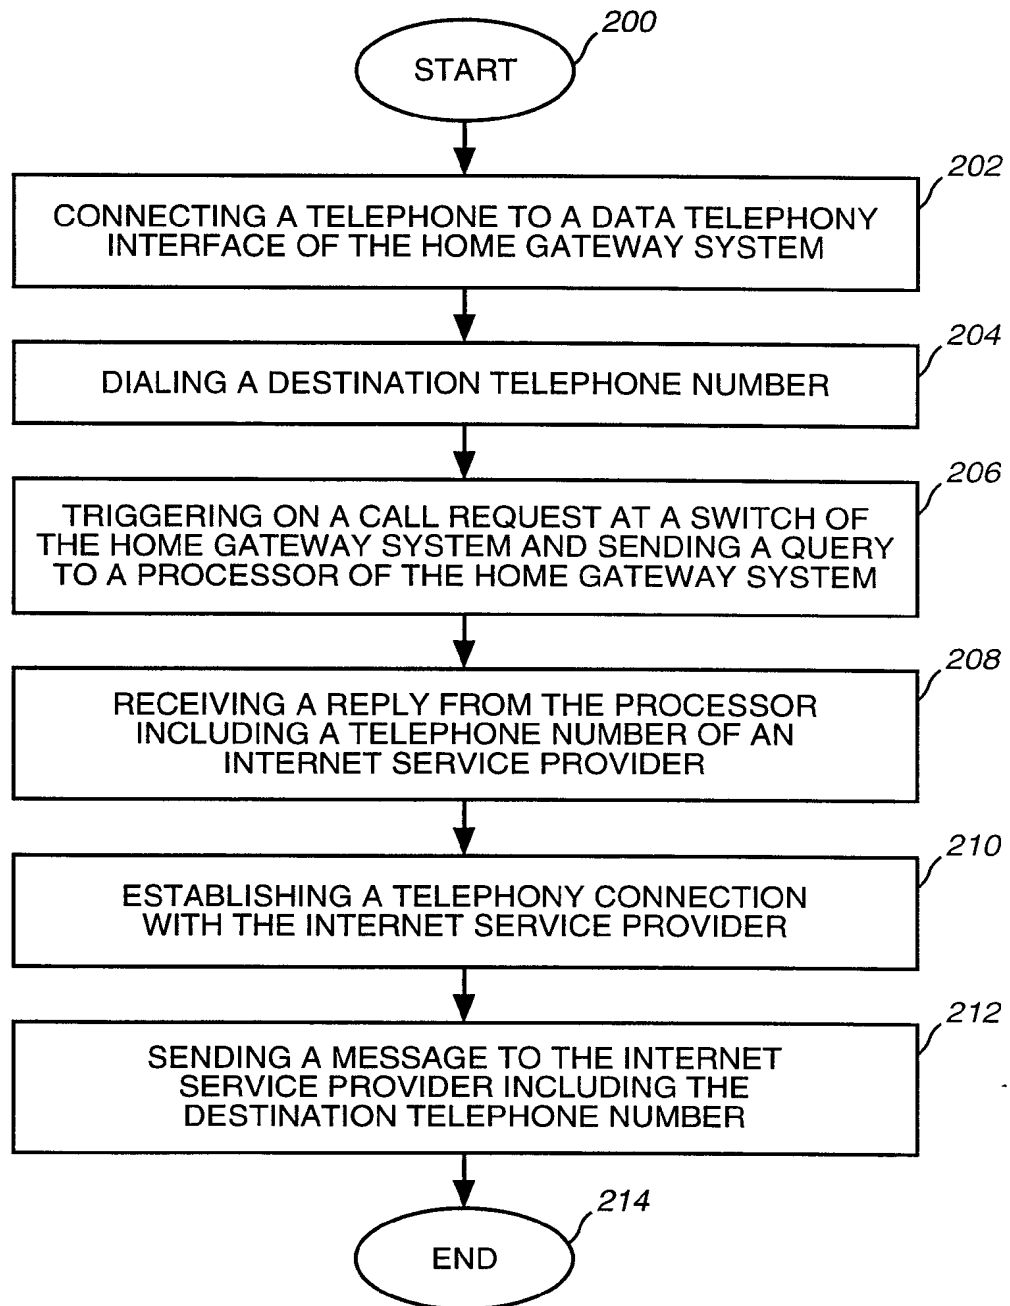 200
START
202
CONNECTING A TELEPHONE TO A DATA TELEPHONY
INTERFACE OF THE HOME GATEWAY SYSTEM
204
DIALING A DESTINATION TELEPHONE NUMBER
206
TRIGGERING ON A CALL REQUEST AT A SWITCH OF
THE HOME GATEWAY SYSTEM AND SENDING A QUERY
TO A PROCESSOR OF THE HOME GATEWAY SYSTEM
208
RECEIVING A REPLY FROM THE PROCESSOR
INCLUDING A TELEPHONE NUMBER OF AN
INTERNET SERVICE PROVIDER
210
ESTABLISHING A TELEPHONY CONNECTION
WITH THE INTERNET SERVICE PROVIDER
212
SENDING A MESSAGE TO THE INTERNET
SERVICE PROVIDER INCLUDING THE
DESTINATION TELEPHONE NUMBER
214
END